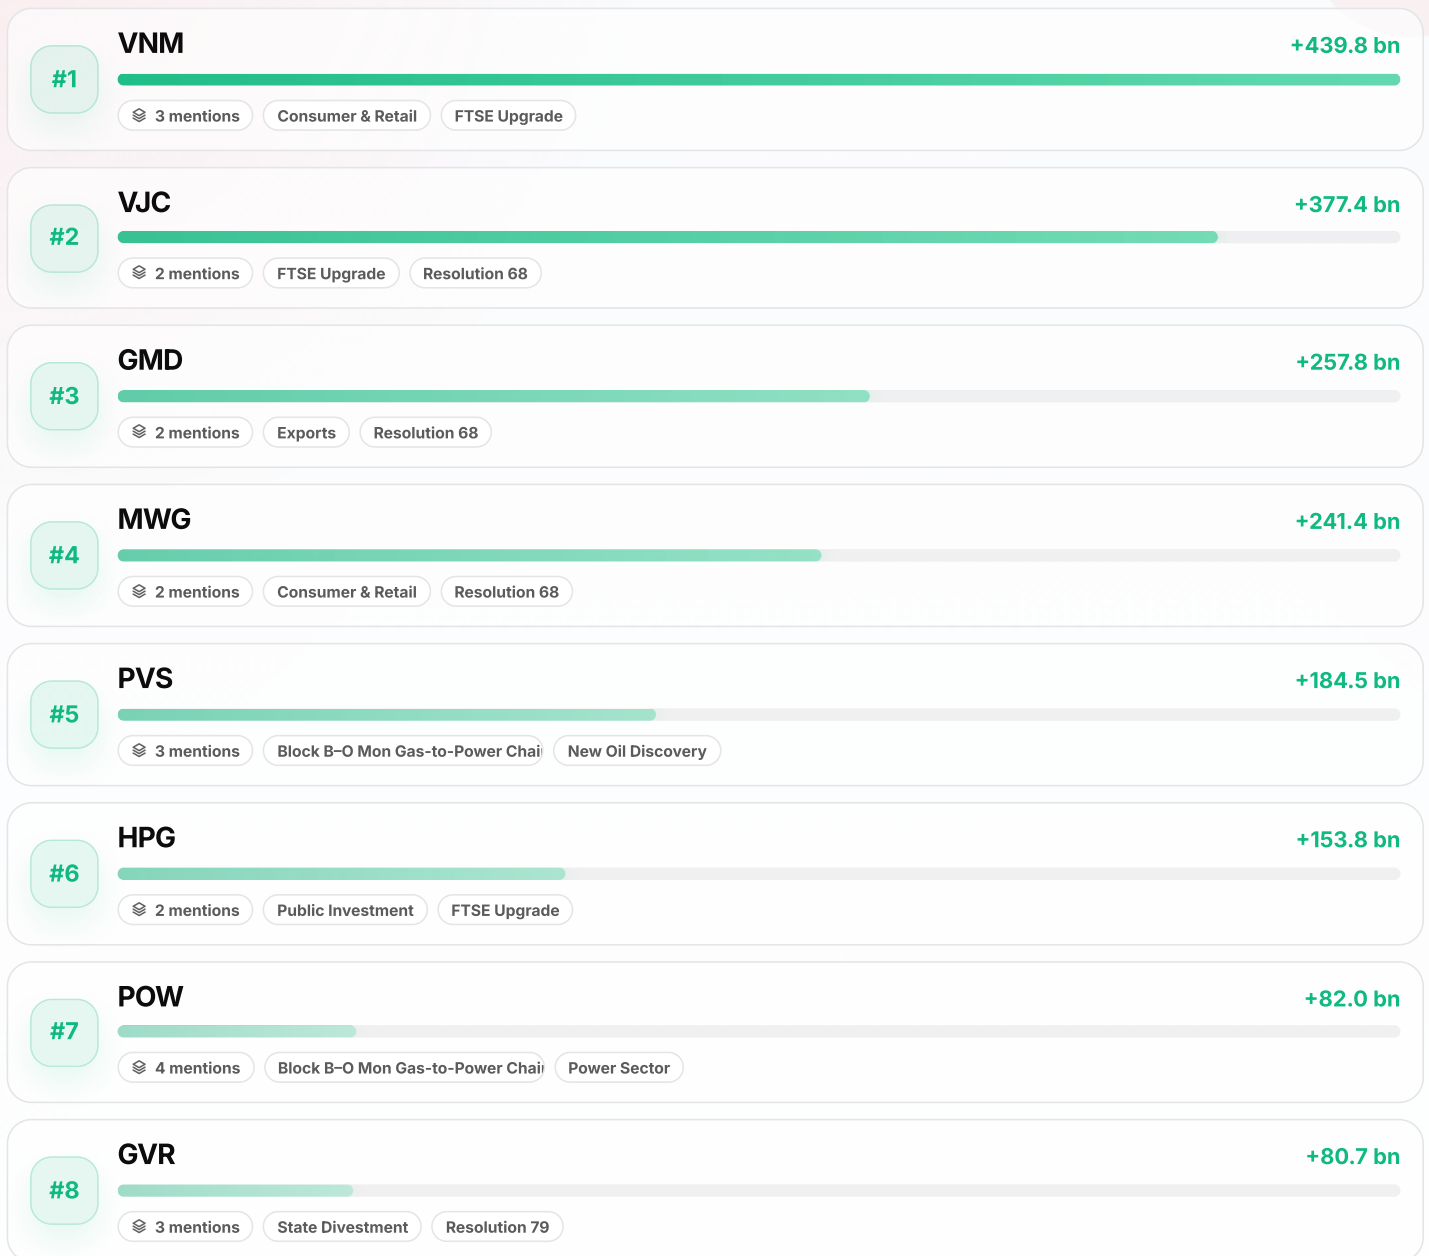 VNM
+439.8 bn
#1
3 mentions
Consumer & Retail
FTSE Upgrade
VJC
+377.4 bn
#2
2 mentions
FTSE Upgrade
Resolution 68
GMD
+257.8 bn
#3
2 mentions
Exports
Resolution 68
MWG
+241.4 bn
#4
2 mentions
Consumer & Retail
Resolution 68
PVS
+184.5 bn
#5
3 mentions
Block B–O Mon Gas-to-Power Chai
New Oil Discovery
HPG
+153.8 bn
#6
2 mentions
Public Investment
FTSE Upgrade
POW
+82.0 bn
#7
4 mentions
Block B–O Mon Gas-to-Power Chai
Power Sector
GVR
+80.7 bn
#8
3 mentions
State Divestment
Resolution 79